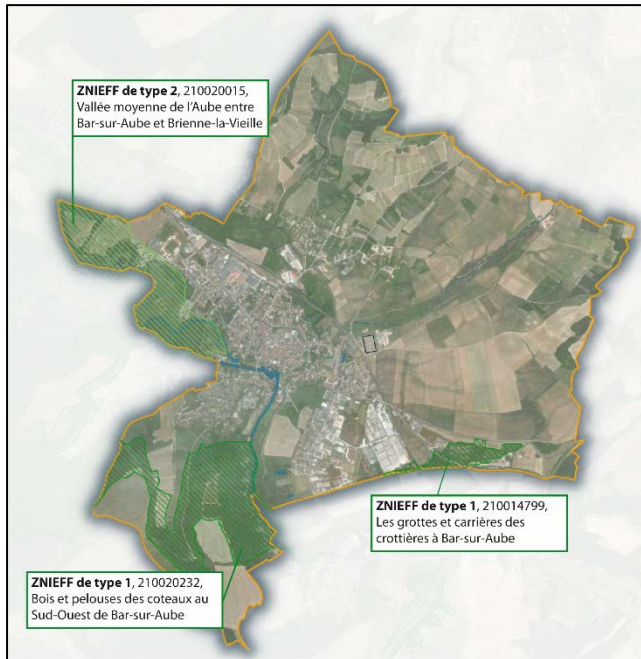 ZNIEFF de type 2, 210020015,
Vallée moyenne de l'Aube entre
Bar-sur-Aube et Brienne-la-Vieille
ZNIEFF de type 1, 210014799,
Les grottes et carrières des
crottières à Bar-sur-Aube
ZNIEFF de type 1, 210020232,
Bois et pelouses des coteaux au
Sud-Ouest de Bar-sur-Aube